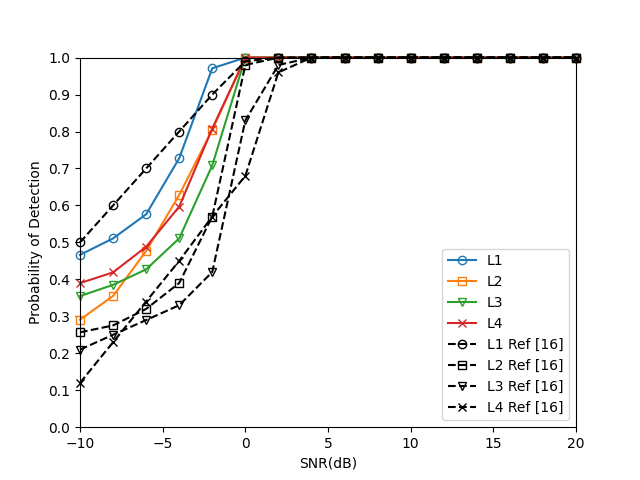 1.0
0.9
0.8
0.7
0.6
0.5
0.4
0.3
0.2
0.1
0.0
Probability of Detection
−10
−5
0
5
10
15
20
SNR(dB)
L1
L2
L3
L4
L1 Ref [16]
L2 Ref [16]
L3 Ref [16]
L4 Ref [16]